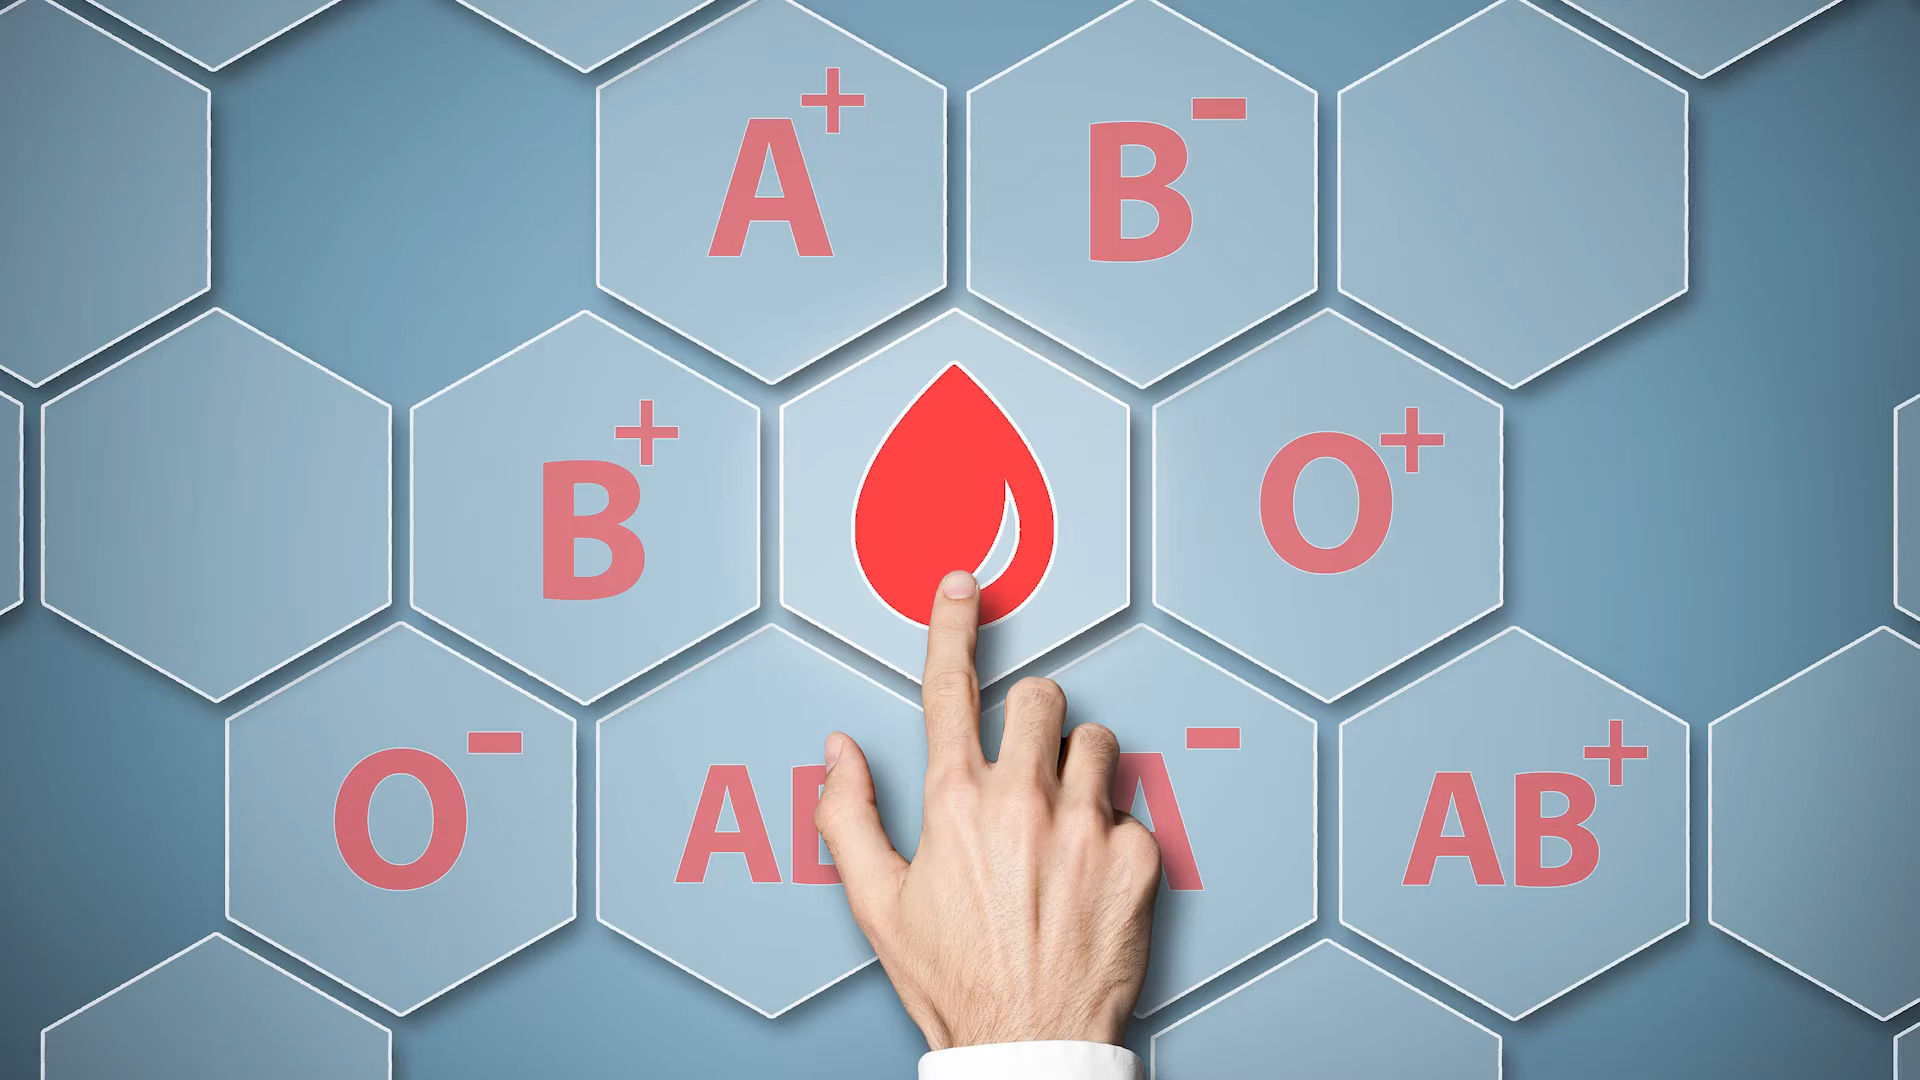 A+
B-
B+
O+
O-
A-
AB+